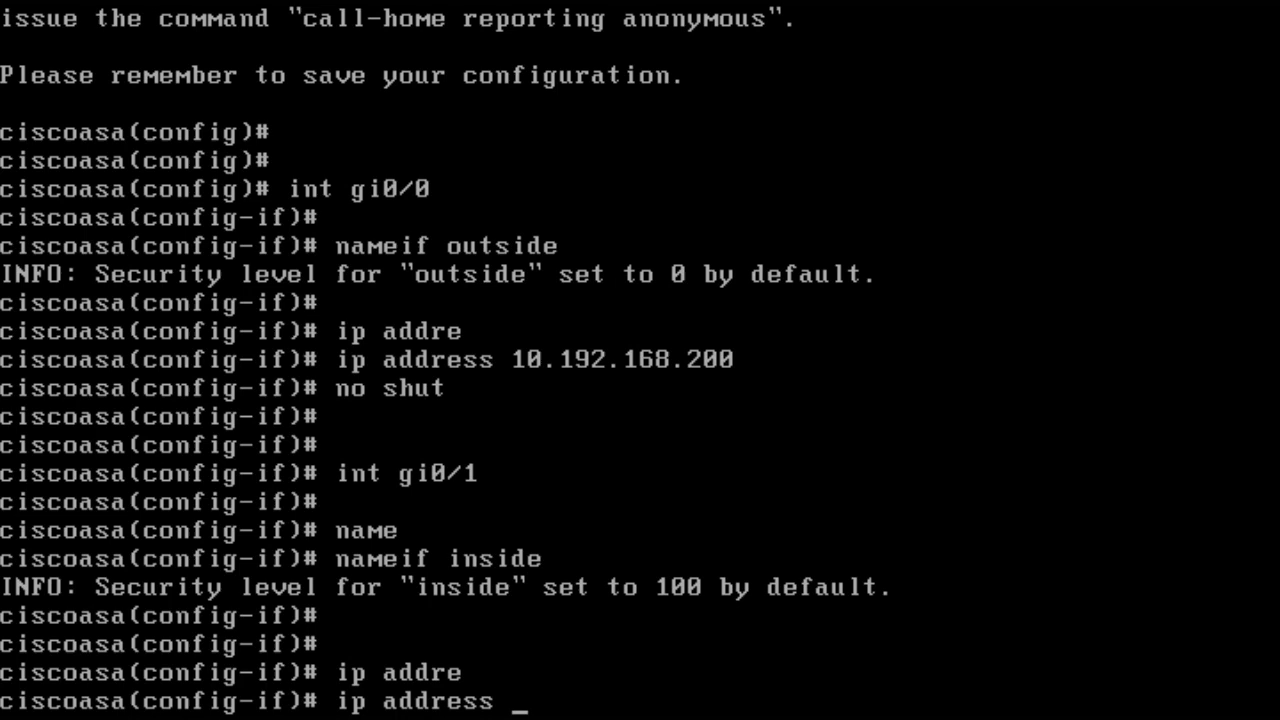 issue the command "call-home reporting anonymous".
Please remember to save your configuration.
ciscoasa(config)#
ciscoasa(config)#
ciscoasa(config)# int gi0/0
ciscoasa(config-if)#
ciscoasa(config-if)# nameif outside
INFO: Security level for "outside" set to 0 by default.
ciscoasa(config-if)#
ciscoasa(config-if)# ip addre
ciscoasa(config-if)# ip address 10.192.168.200
ciscoasa(config-if)# no shut
ciscoasa(config-if)#
ciscoasa(config-if)#
ciscoasa(config-if)# int gi0/1
ciscoasa(config-if)#
ciscoasa(config-if)# name
ciscoasa(config-if)# nameif inside
INFO: Security level for "inside" set to 100 by default.
ciscoasa(config-if)#
ciscoasa(config-if)#
ciscoasa(config-if)# ip addre
ciscoasa(config-if)# ip address _